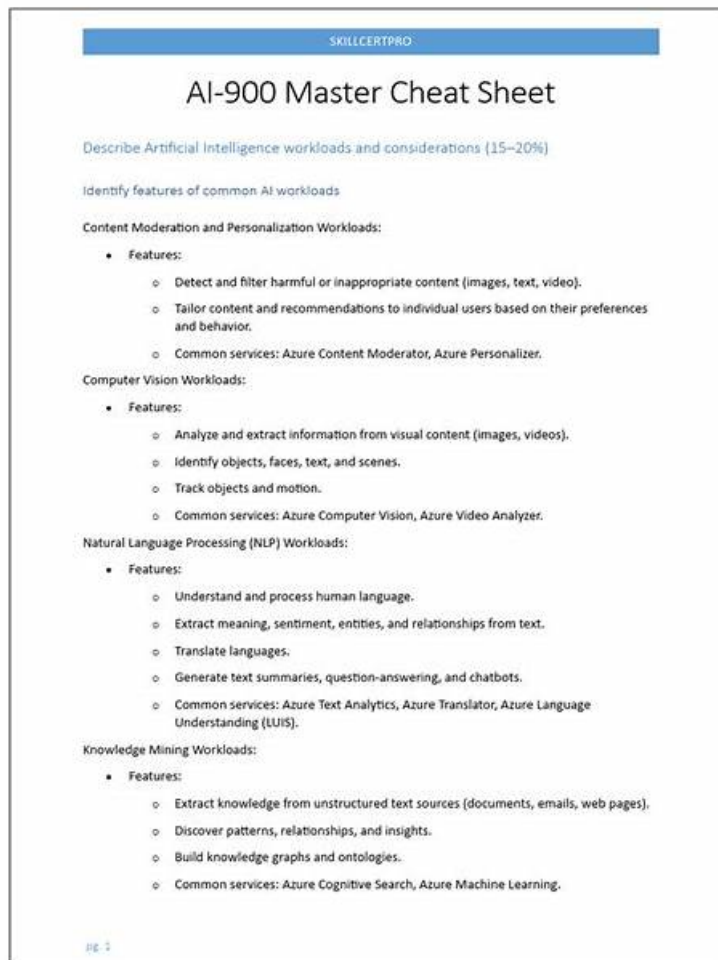 SKILLCERTPRO
AI-900 Master Cheat Sheet
Describe Artificial Intelligence workloads and considerations (15–20%)
Identify features of common AI workloads
Content Moderation and Personalization Workloads:
• Features:
o Detect and filter harmful or inappropriate content (images, text, video).
o Tailor content and recommendations to individual users based on their preferences
and behavior.
o Common services: Azure Content Moderator, Azure Personalizer.
Computer Vision Workloads:
• Features:
o Analyze and extract information from visual content (images, videos).
o Identify objects, faces, text, and scenes.
o Track objects and motion.
o Common services: Azure Computer Vision, Azure Video Analyzer.
Natural Language Processing (NLP) Workloads:
• Features:
o Understand and process human language.
o Extract meaning, sentiment, entities, and relationships from text.
o Translate languages.
o Generate text summaries, question-answering, and chatbots.
o Common services: Azure Text Analytics, Azure Translator, Azure Language
Understanding (LUIS).
Knowledge Mining Workloads:
• Features:
o Extract knowledge from unstructured text sources (documents, emails, web pages).
o Discover patterns, relationships, and insights.
o Build knowledge graphs and ontologies.
o Common services: Azure Cognitive Search, Azure Machine Learning.
pg. 1